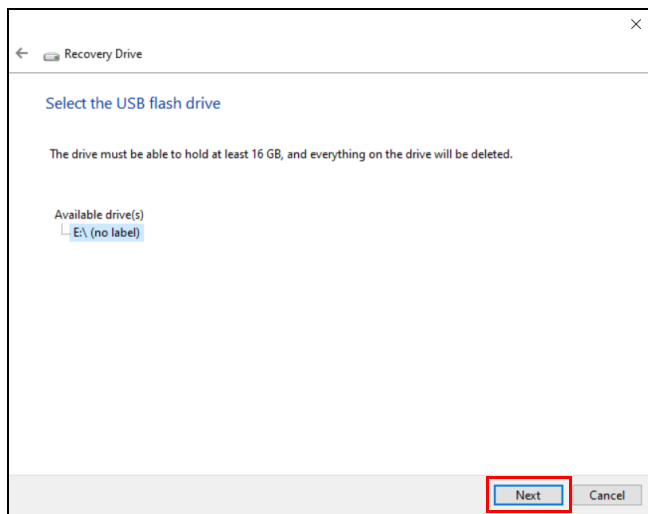 Recovery Drive
Select the USB flash drive
The drive must be able to hold at least 16 GB, and everything on the drive will be deleted.
Available drive(s)
E:\ (no label)
Next Cancel